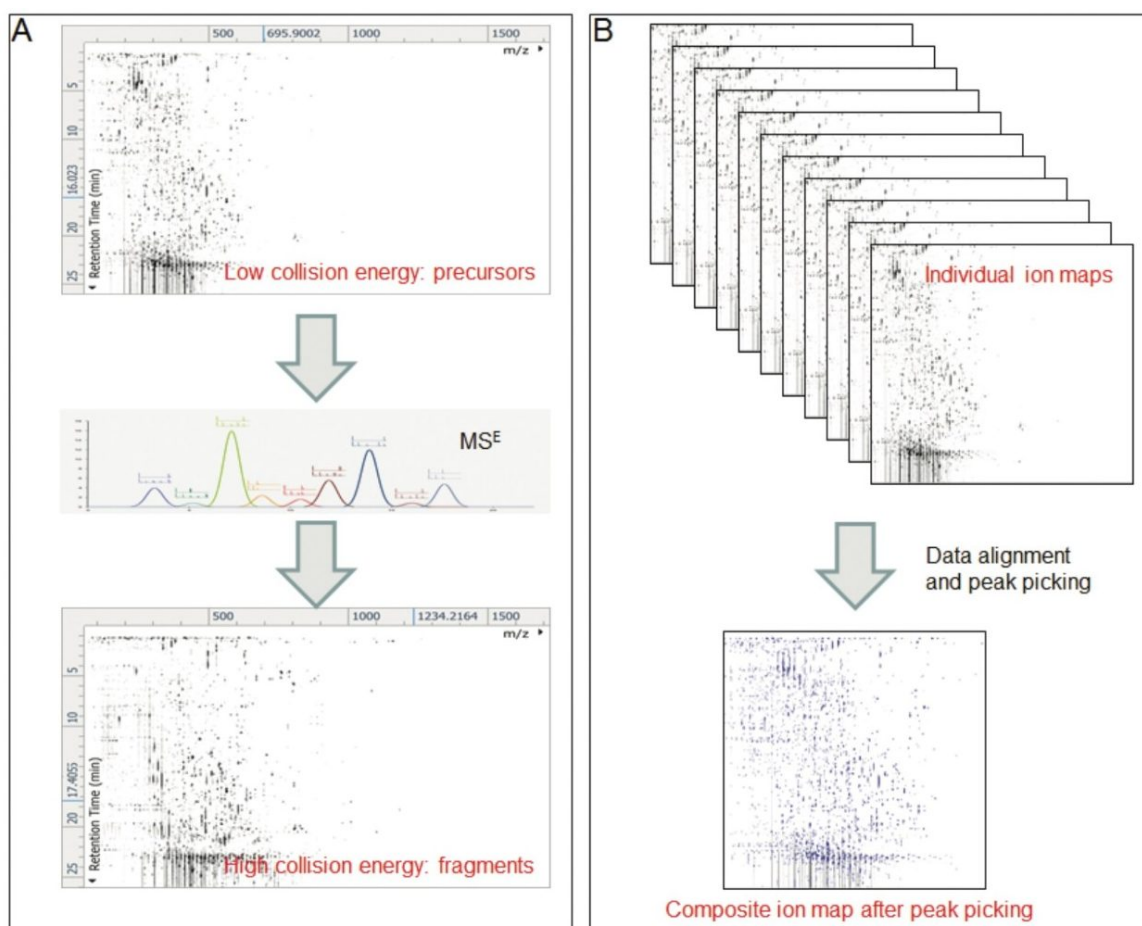 A
500 695.9002 1000 1500
m/z
5
10
16.023
20
25
Retention Time (min)
Low collision energy: precursors
MSᴱ
500 1000 1234.2164 1500
m/z
5
10
17.4055
20
25
Retention Time (min)
High collision energy: fragments
B
Individual ion maps
Data alignment
and peak picking
Composite ion map after peak picking